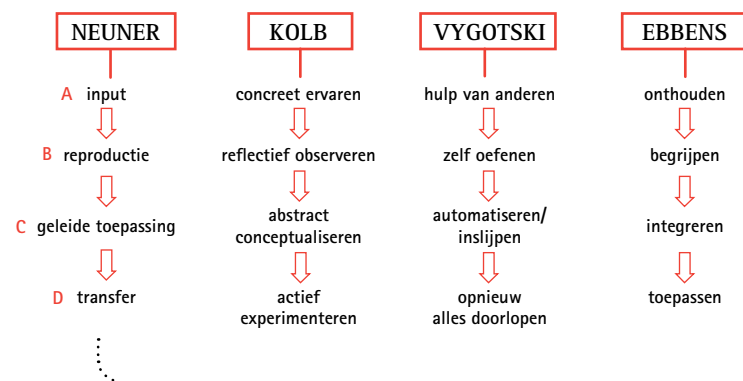 NEUNER
A input
B reproductie
C geleide toepassing
D transfer
KOLB
concreet ervaren
reflectief observeren
abstract
conceptualiseren
actief
experimenteren
VYGOTSKI
hulp van anderen
zelf oefenen
automatiseren/
inslijpen
opnieuw
alles doorlopen
EBBENS
onthouden
begrijpen
integreren
toepassen